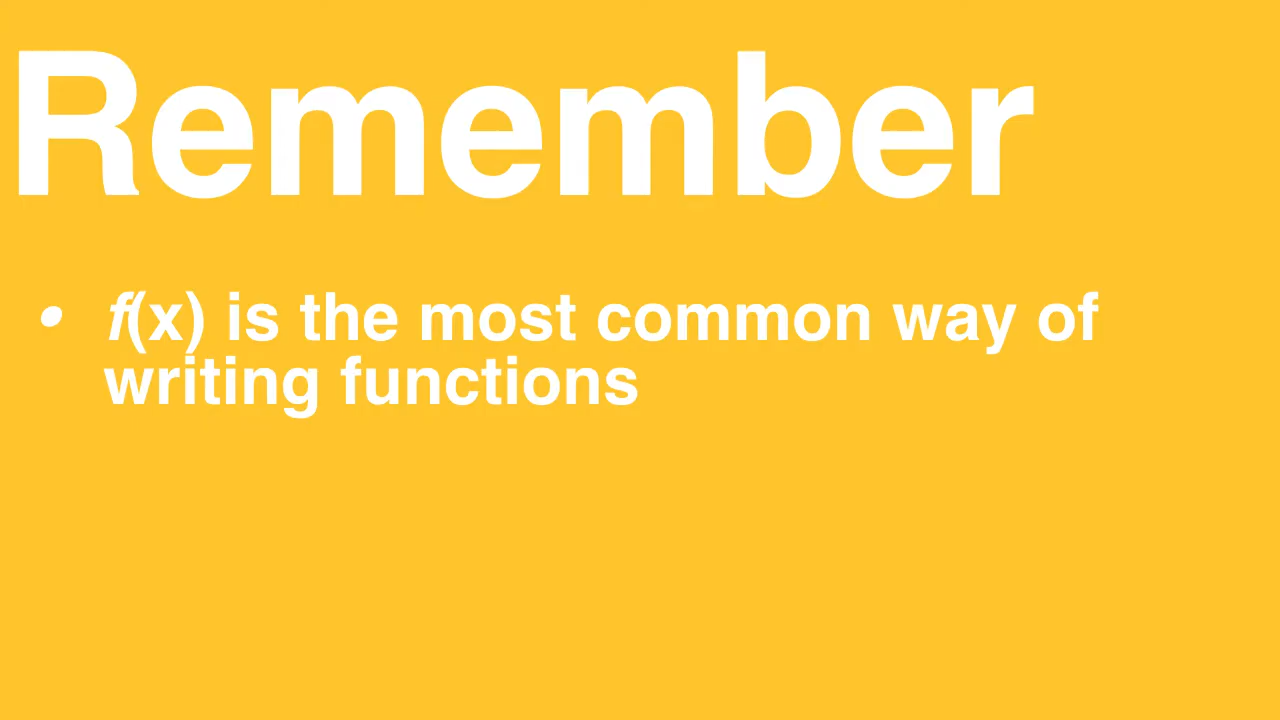 Remember
• f(x) is the most common way of
writing functions